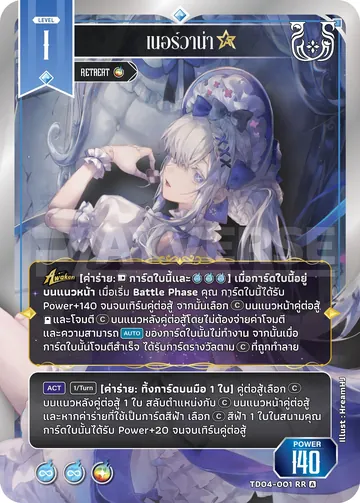 LEVEL
I
เนอร์วาน่า
RETREAT
Awaken [ค่าร่าย: การ์ดใบนี้และ ] เมื่อการ์ดใบนี้อยู่
บนแนวหน้า เมื่อเริ่ม Battle Phase คุณ การ์ดใบนี้ได้รับ
Power+140 จนจบเทิร์นคู่ต่อสู้ จากนั้นเลือก C บนแนวหน้าคู่ต่อสู้
และโจมตี C บนแนวหลังคู่ต่อสู้โดยไม่ต้องจ่ายค่าโจมตี
และความสามารถ AUTO ของการ์ดใบนั้นไม่ทำงาน จากนั้นเมื่อ
การ์ดใบนั้นโจมตีสำเร็จ ได้รับการ์ดรางวัลตาม C ที่ถูกทำลาย
ACT 1/Turn [ค่าร่าย: ทิ้งการ์ดบนมือ 1 ใบ] คู่ต่อสู้เลือก C
บนแนวหลังคู่ต่อสู้ 1 ใบ สลับตำแหน่งกับ C บนแนวหน้าคู่ต่อสู้
และหากค่าร่ายที่ใช้เป็นการ์ดสีฟ้า เลือก C สีฟ้า 1 ใบในสนามคุณ
การ์ดใบนั้นได้รับ Power+20 จนจบเทิร์นคู่ต่อสู้
Illust : Hream
POWER
140
TD04-001 RR A